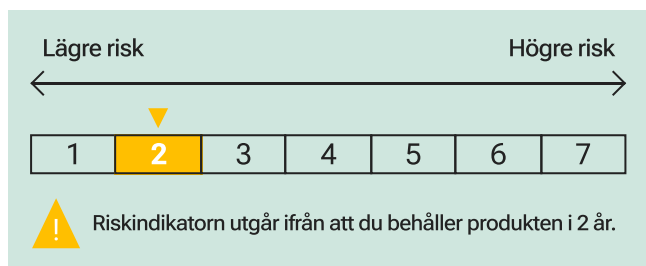 Lägre risk Högre risk
1 2 3 4 5 6 7
! Riskindikatorn utgår ifrån att du behåller produkten i 2 år.